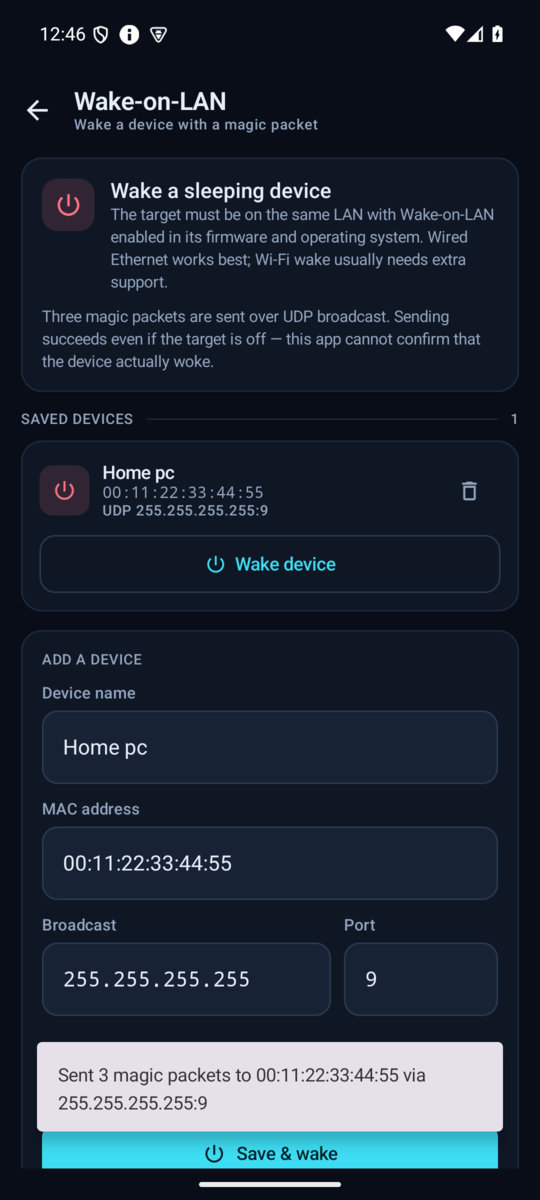 12:46
Wake-on-LAN
Wake a device with a magic packet
Wake a sleeping device
The target must be on the same LAN with Wake-on-LAN
enabled in its firmware and operating system. Wired
Ethernet works best; Wi-Fi wake usually needs extra
support.
Three magic packets are sent over UDP broadcast. Sending
succeeds even if the target is off — this app cannot confirm that
the device actually woke.
SAVED DEVICES 1
Home pc
00:11:22:33:44:55
UDP 255.255.255.255:9
Wake device
ADD A DEVICE
Device name
Home pc
MAC address
00:11:22:33:44:55
Broadcast Port
255.255.255.255 9
Sent 3 magic packets to 00:11:22:33:44:55 via
255.255.255.255:9
Save & wake